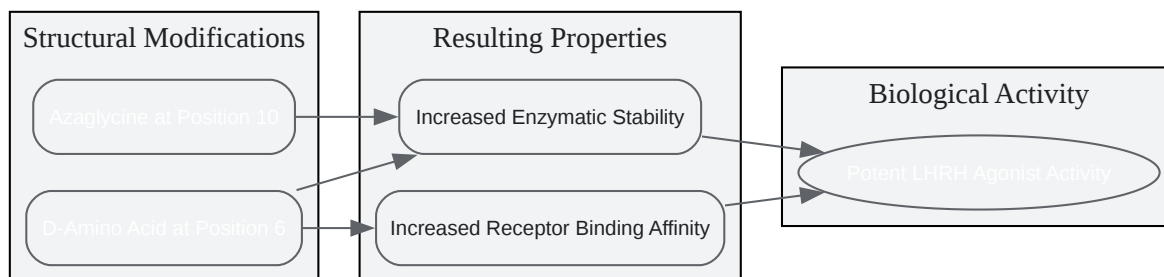 Structural Modifications
Azaglycine at Position 10
D-Amino Acid at Position 6
Resulting Properties
Increased Enzymatic Stability
Increased Receptor Binding Affinity
Biological Activity
Potent LHRH Agonist Activity